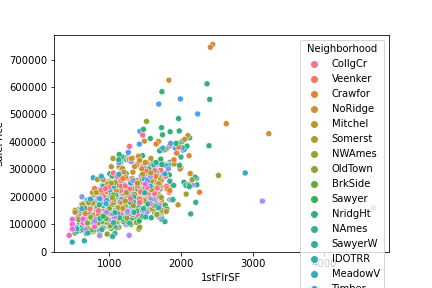 700000
600000
500000
400000
300000
200000
100000
0
1000
2000
3000
4000
1stFlrSF
Neighborhood
CollgCr
Veenker
Crawfor
NoRidge
Mitchel
Somerst
NWAmes
OldTown
BrkSide
Sawyer
NridgHt
NAmes
SawyerW
IDOTRR
MeadowV